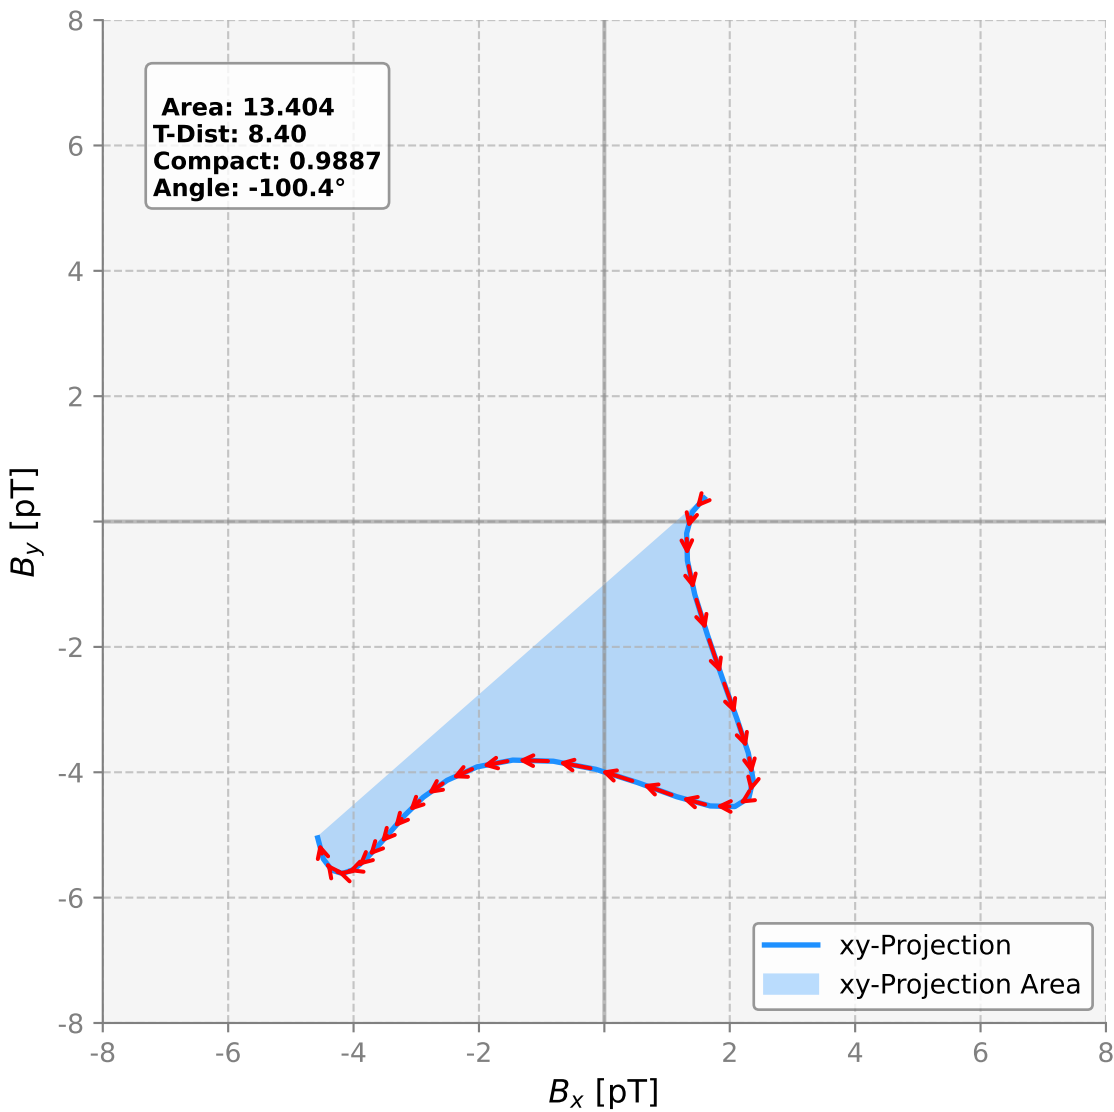 8
6
4
2
-2
-4
-6
-8
-8
-6
-4
-2
0
2
4
6
8
B_y [pT]
B_x [pT]
Area: 13.404
T-Dist: 8.40
Compact: 0.9887
Angle: -100.4°
xy-Projection
xy-Projection Area